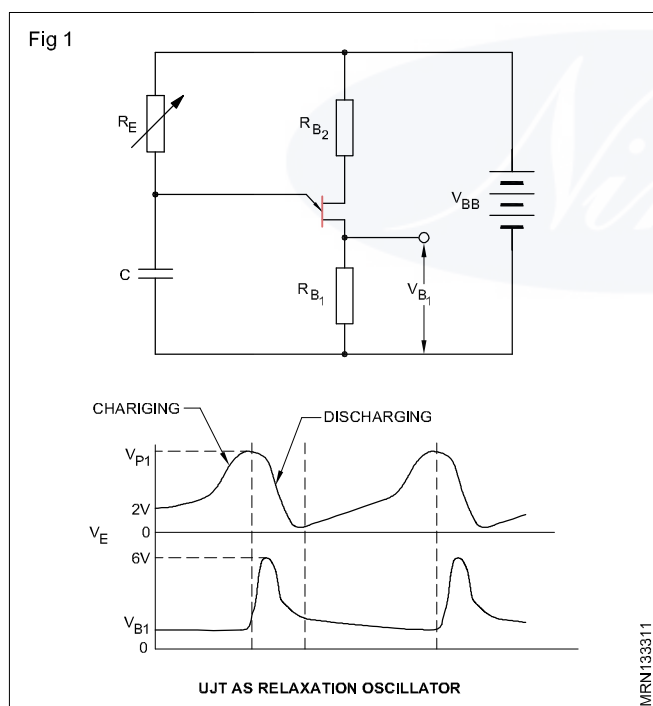 Fig 1
R_E
R_B2
V_BB
C
R_B1
V_B1
CHARIGING
DISCHARGING
V_P1
2V
0
V_E
6V
V_B1
0
UJT AS RELAXATION OSCILLATOR
MRN133311